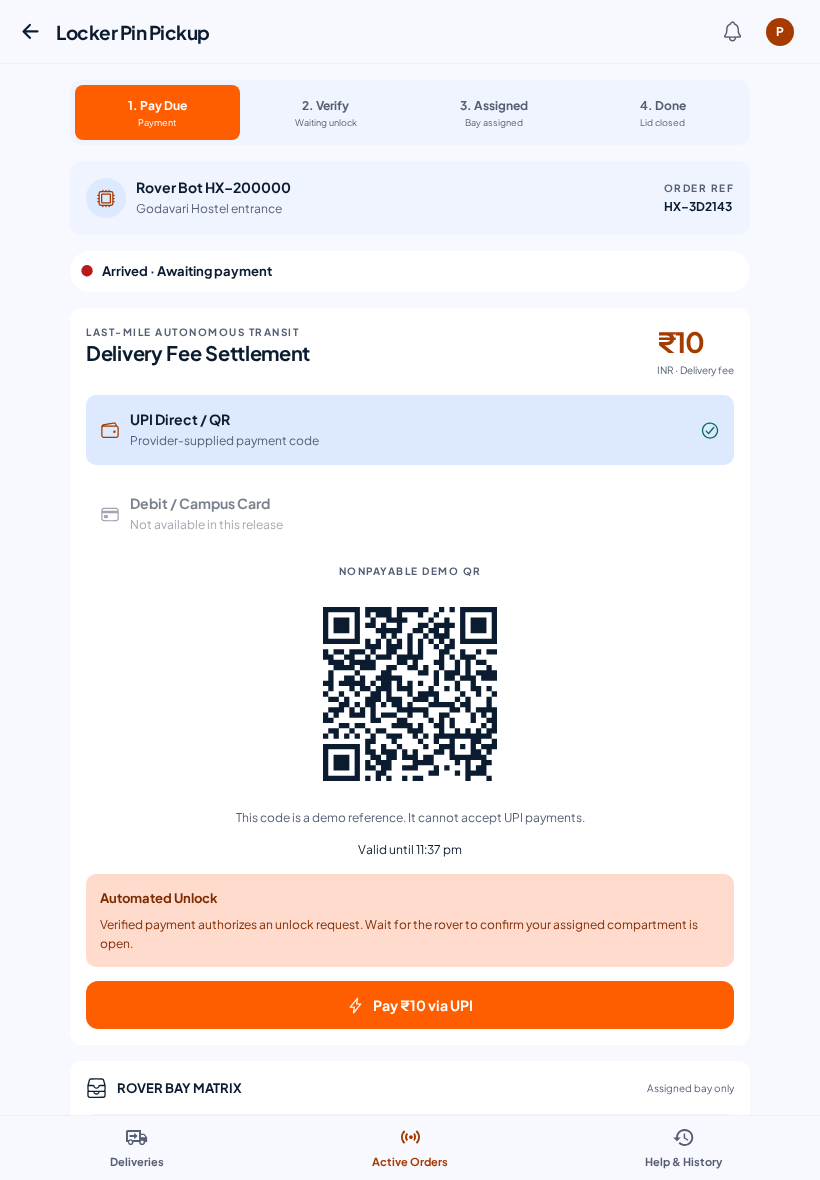 Locker Pin Pickup
P
1. Pay Due
Payment
2. Verify
Waiting unlock
3. Assigned
Bay assigned
4. Done
Lid closed
Rover Bot HX-200000
Godavari Hostel entrance
ORDER REF
HX-3D2143
Arrived · Awaiting payment
LAST-MILE AUTONOMOUS TRANSIT
Delivery Fee Settlement
₹10
INR · Delivery fee
UPI Direct / QR
Provider-supplied payment code
Debit / Campus Card
Not available in this release
NONPAYABLE DEMO QR
This code is a demo reference. It cannot accept UPI payments.
Valid until 11:37 pm
Automated Unlock
Verified payment authorizes an unlock request. Wait for the rover to confirm your assigned compartment is
open.
Pay ₹10 via UPI
ROVER BAY MATRIX
Assigned bay only
Deliveries
Active Orders
Help & History